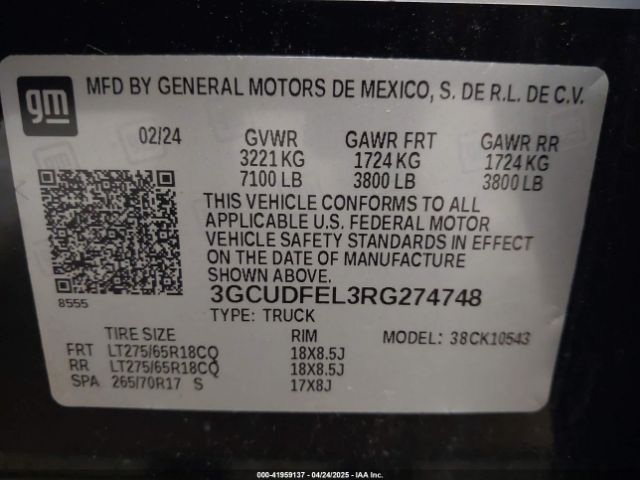 gm
MFD BY GENERAL MOTORS DE MEXICO, S. DE R.L. DE C.V.
02/24 GVWR GAWR FRT GAWR RR
3221 KG 1724 KG 1724 KG
7100 LB 3800 LB 3800 LB
THIS VEHICLE CONFORMS TO ALL
APPLICABLE U.S. FEDERAL MOTOR
VEHICLE SAFETY STANDARDS IN EFFECT
ON THE DATE OF MANUFACTURE
SHOWN ABOVE.
8555
3GCUDFEL3RG274748
TYPE: TRUCK
TIRE SIZE RIM MODEL: 38CK10543
FRT LT275/65R18CQ 18X8.5J
RR LT275/65R18CQ 18X8.5J
SPA 265/70R17 S 17X8J
000-41959137 - 04/24/2025 - IAA Inc.